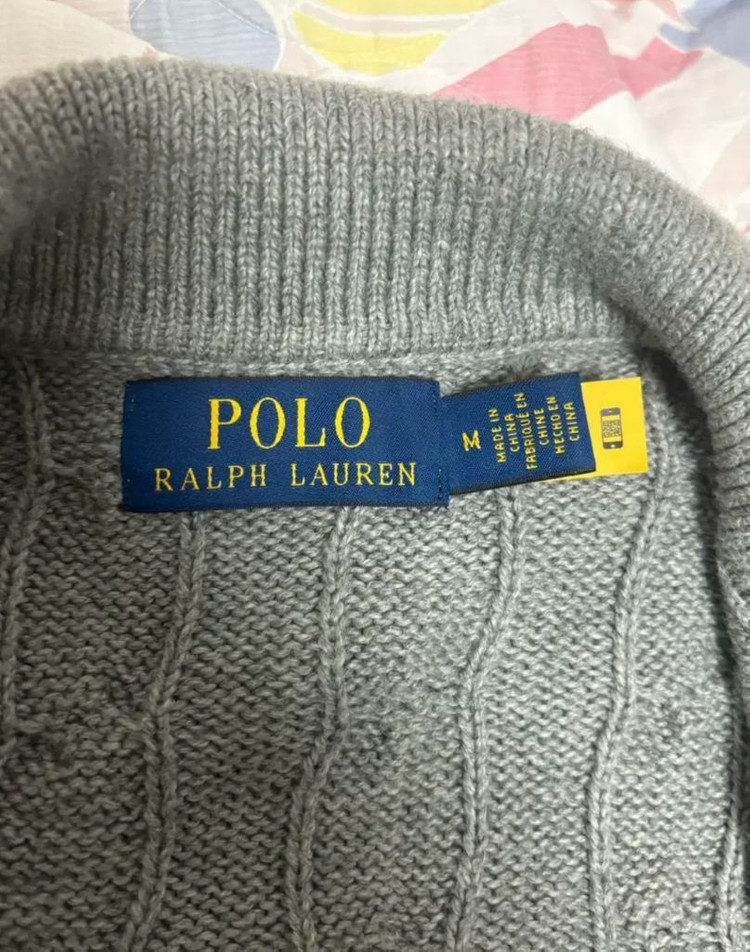 POLO
RALPH LAUREN
M
MADE IN
CHINA
FABRIQUÉ EN
CHINE
HECHO EN
CHINA